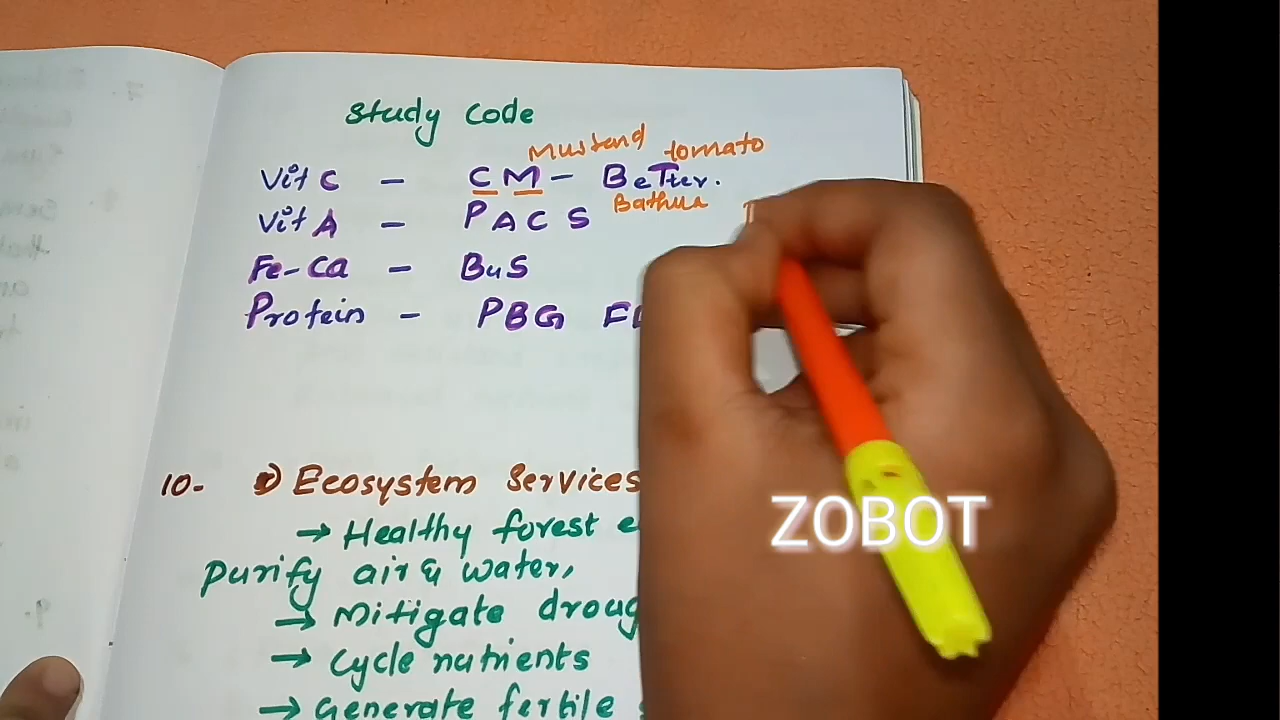 Study Code
Mustard tomato
Vit C - CM - BeTter.
Bathua
Vit A - PACS
Fe-Ca - BuS
Protein - PBG
10- Ecosystem Services
→ Healthy forest
Purify air & water,
→ Mitigate
→ Cycle nutrients
→ Generate fertile
ZOBOT